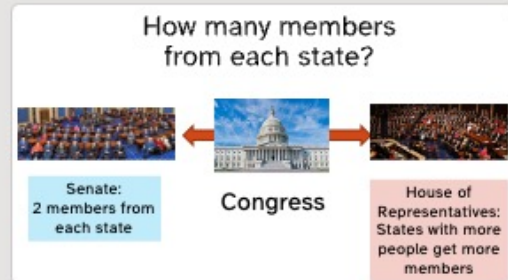 How many members
from each state?
Senate:
2 members from
each state
Congress
House of
Representatives:
States with more
people get more
members